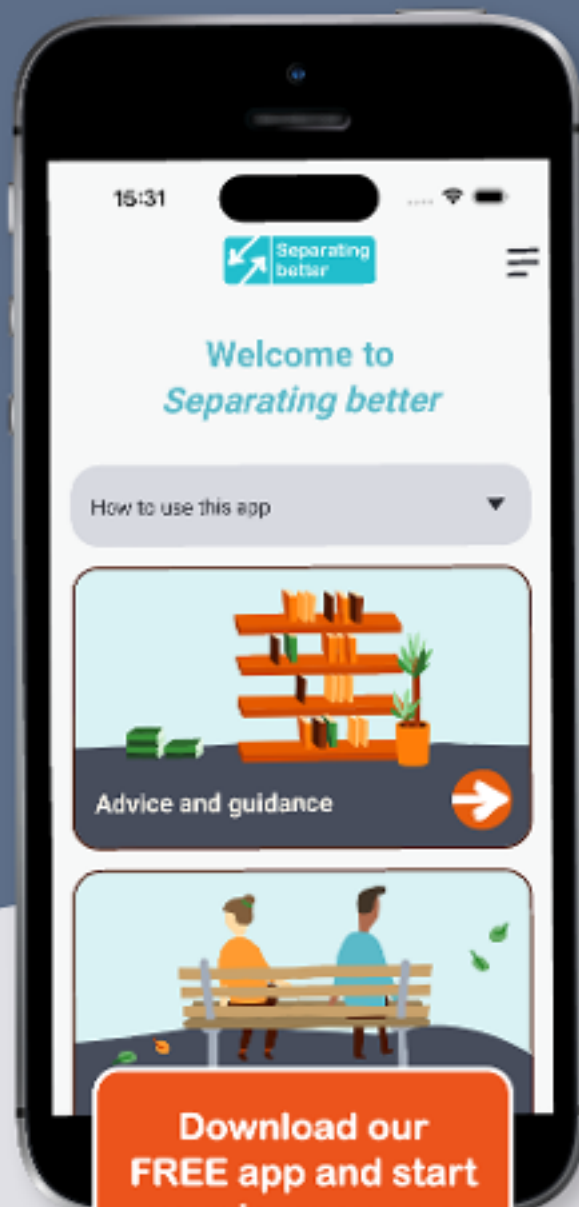 15:31
Separating
better
Welcome to
Separating better
How to use this app
Advice and guidance
Download our
FREE app and start